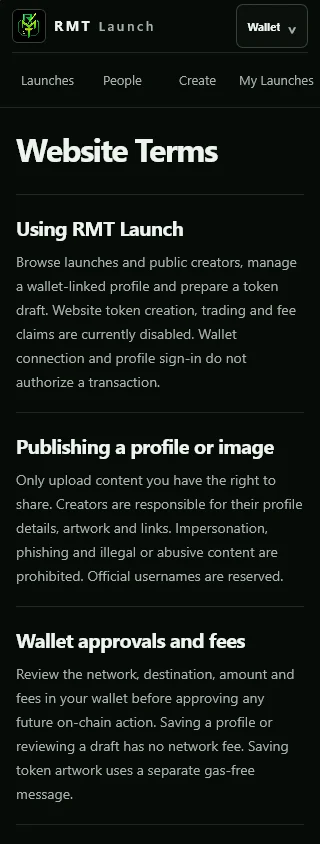 RMT Launch
Wallet
Launches People Create My Launches
Website Terms
Using RMT Launch
Browse launches and public creators, manage
a wallet-linked profile and prepare a token
draft. Website token creation, trading and fee
claims are currently disabled. Wallet
connection and profile sign-in do not
authorize a transaction.
Publishing a profile or image
Only upload content you have the right to
share. Creators are responsible for their profile
details, artwork and links. Impersonation,
phishing and illegal or abusive content are
prohibited. Official usernames are reserved.
Wallet approvals and fees
Review the network, destination, amount and
fees in your wallet before approving any
future on-chain action. Saving a profile or
reviewing a draft has no network fee. Saving
token artwork uses a separate gas-free
message.